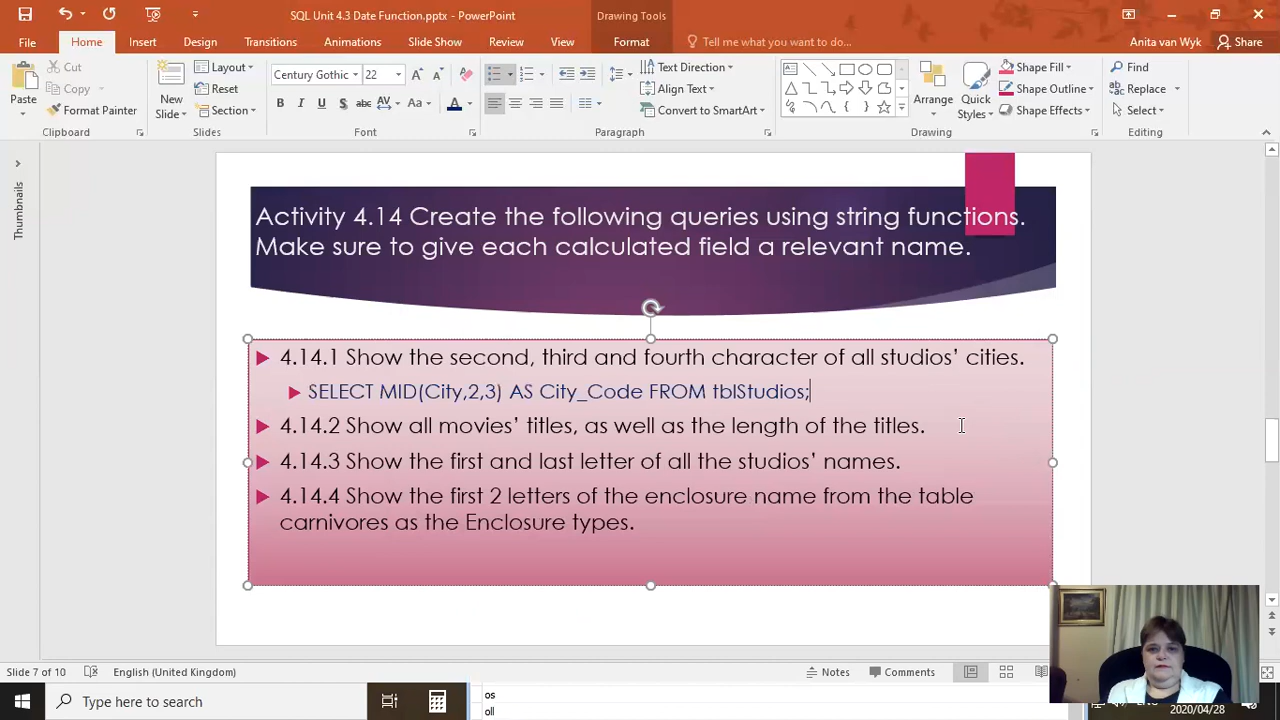 SQL Unit 4.3 Date Function.pptx - PowerPoint
Drawing Tools
File Home Insert Design Transitions Animations Slide Show Review View Format Tell me what you want to do... Anita van Wyk Share
Paste
Cut
Copy
Format Painter
Clipboard
New Slide
Layout
Reset
Section
Slides
Century Gothic 22
B I U S abc AV Aa A
Font
Text Direction
Align Text
Convert to SmartArt
Paragraph
Arrange
Quick Styles
Shape Fill
Shape Outline
Shape Effects
Drawing
Find
Replace
Select
Editing
Thumbnails
Activity 4.14 Create the following queries using string functions.
Make sure to give each calculated field a relevant name.
4.14.1 Show the second, third and fourth character of all studios’ cities.
SELECT MID(City,2,3) AS City_Code FROM tblStudios;
4.14.2 Show all movies’ titles, as well as the length of the titles.
4.14.3 Show the first and last letter of all the studios’ names.
4.14.4 Show the first 2 letters of the enclosure name from the table
carnivores as the Enclosure types.
Slide 7 of 10 English (United Kingdom) Notes Comments
Type here to search
os
oll
2020/04/28